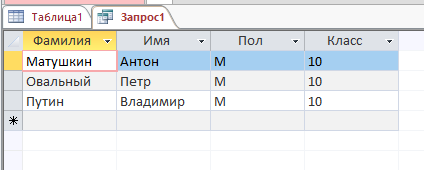 Таблица1 Запрос1
Фамилия Имя Пол Класс
Матушкин Антон М 10
Овальный Петр М 10
Путин Владимир М 10